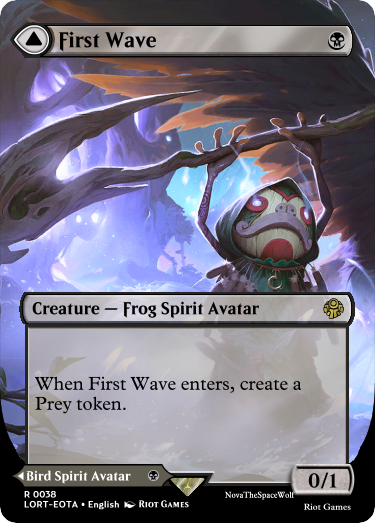 First Wave
Creature — Frog Spirit Avatar
When First Wave enters, create a
Prey token.
Bird Spirit Avatar
0/1
R 0038
LORT-EOTA • English RIOT GAMES
NovaTheSpaceWolf
Riot Games